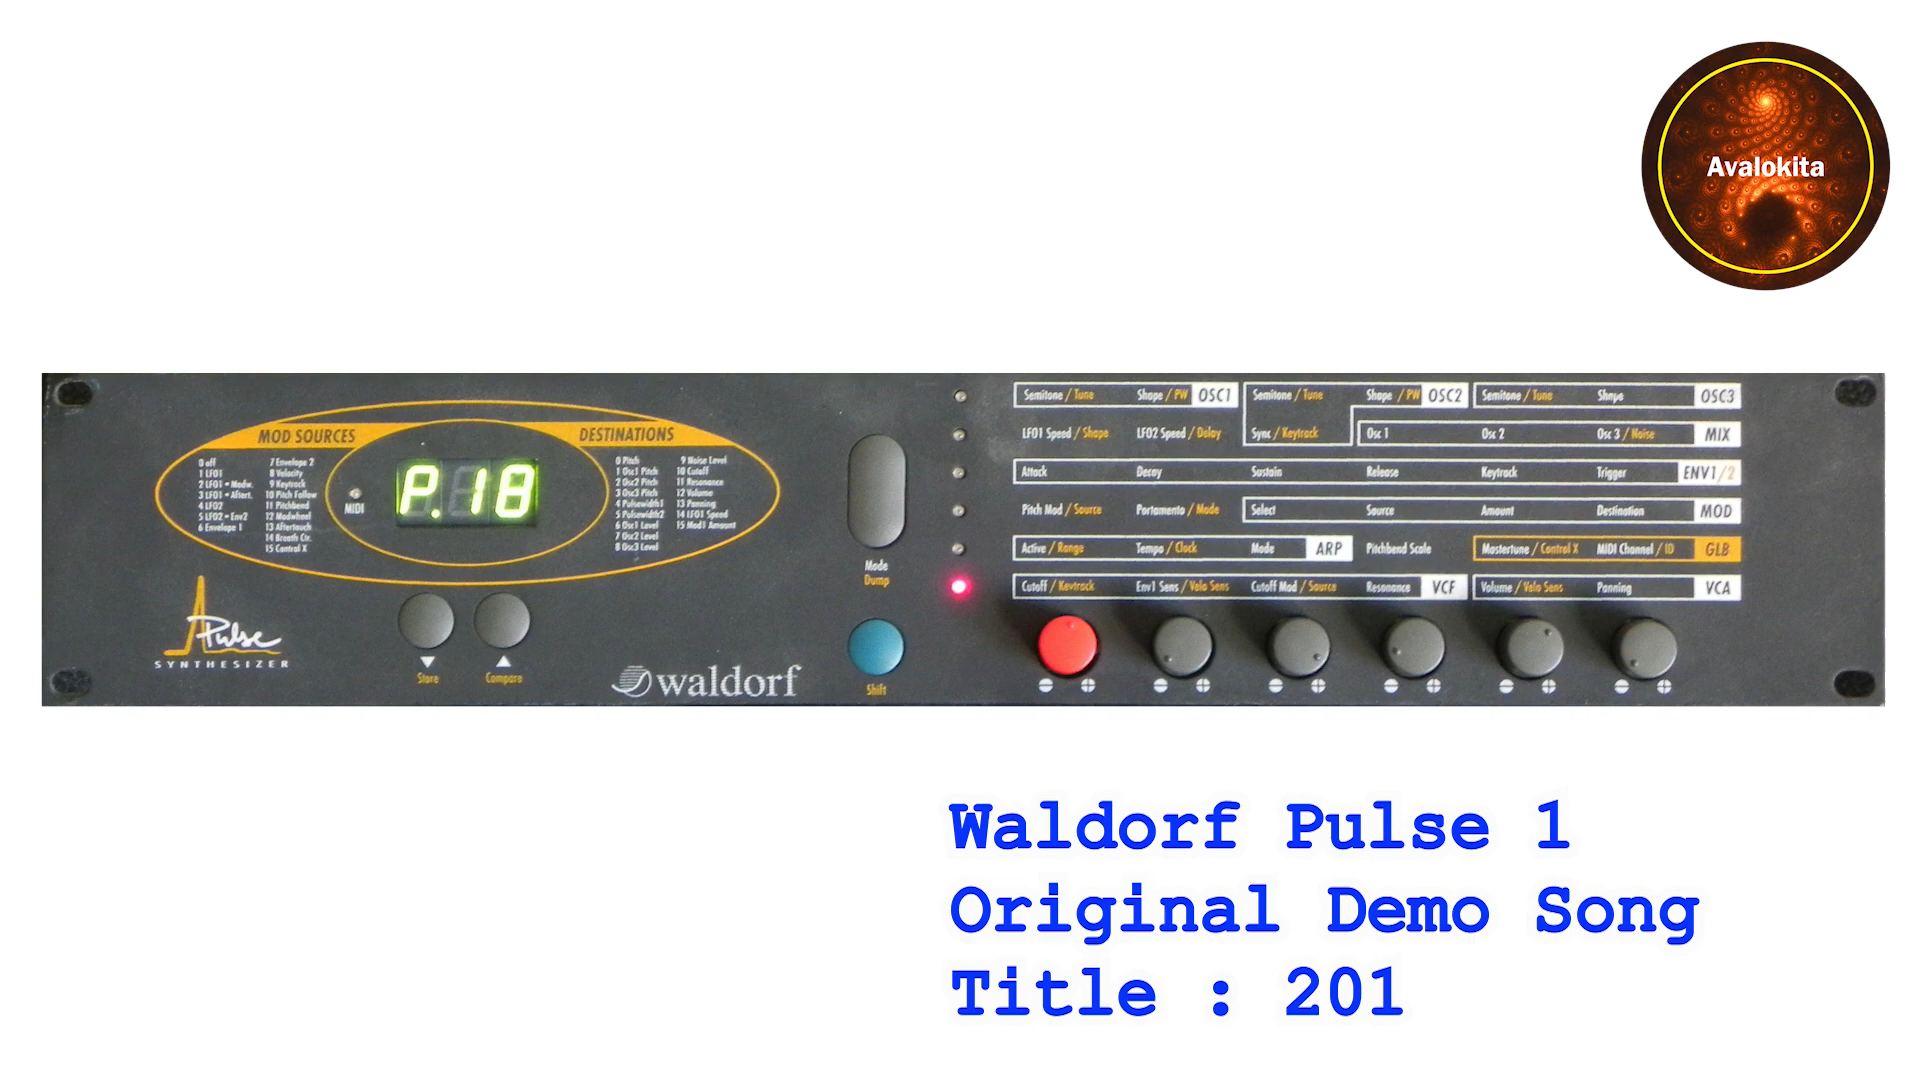 Avalokita
MOD SOURCES
DESTINATIONS
0 off
1 LFO1
2 LFO1 * Modw.
3 LFO1 * Aftert.
4 LFO2
5 LFO2 * Env2
6 Envelope 1
7 Envelope 2
8 Velocity
9 Keytrack
10 Pitch Follow
11 Pitchbend
12 Modwheel
13 Aftertouch
14 Breath Ctr.
15 Control X
MIDI
P.18
0 Pitch
1 Osc1 Pitch
2 Osc2 Pitch
3 Osc3 Pitch
4 Pulsewidth1
5 Pulsewidth2
6 Osc1 Level
7 Osc2 Level
8 Osc3 Level
9 Noise Level
10 Cutoff
11 Resonance
12 Volume
13 Panning
14 LFO1 Speed
15 Mod1 Amount
Pulse
SYNTHESIZER
Store
Compare
waldorf
Mode
Dump
Shift
Semitone / Tune Shape / PW OSC1 Semitone / Tune Shape / PW OSC2 Semitone / Tune Shape OSC3
LFO1 Speed / Shape LFO2 Speed / Delay Sync / Keytrack Osc 1 Osc 2 Osc 3 / Noise MIX
Attack Decay Sustain Release Keytrack Trigger ENV1/2
Pitch Mod / Source Portamento / Mode Select Source Amount Destination MOD
Active / Range Tempo / Clock Mode ARP Pitchbend Scale Mastertune / Control X MIDI Channel / ID GLB
Cutoff / Keytrack Env1 Sens / Velo Sens Cutoff Mod / Source Resonance VCF Volume / Velo Sens Panning VCA
Waldorf Pulse 1
Original Demo Song
Title : 201